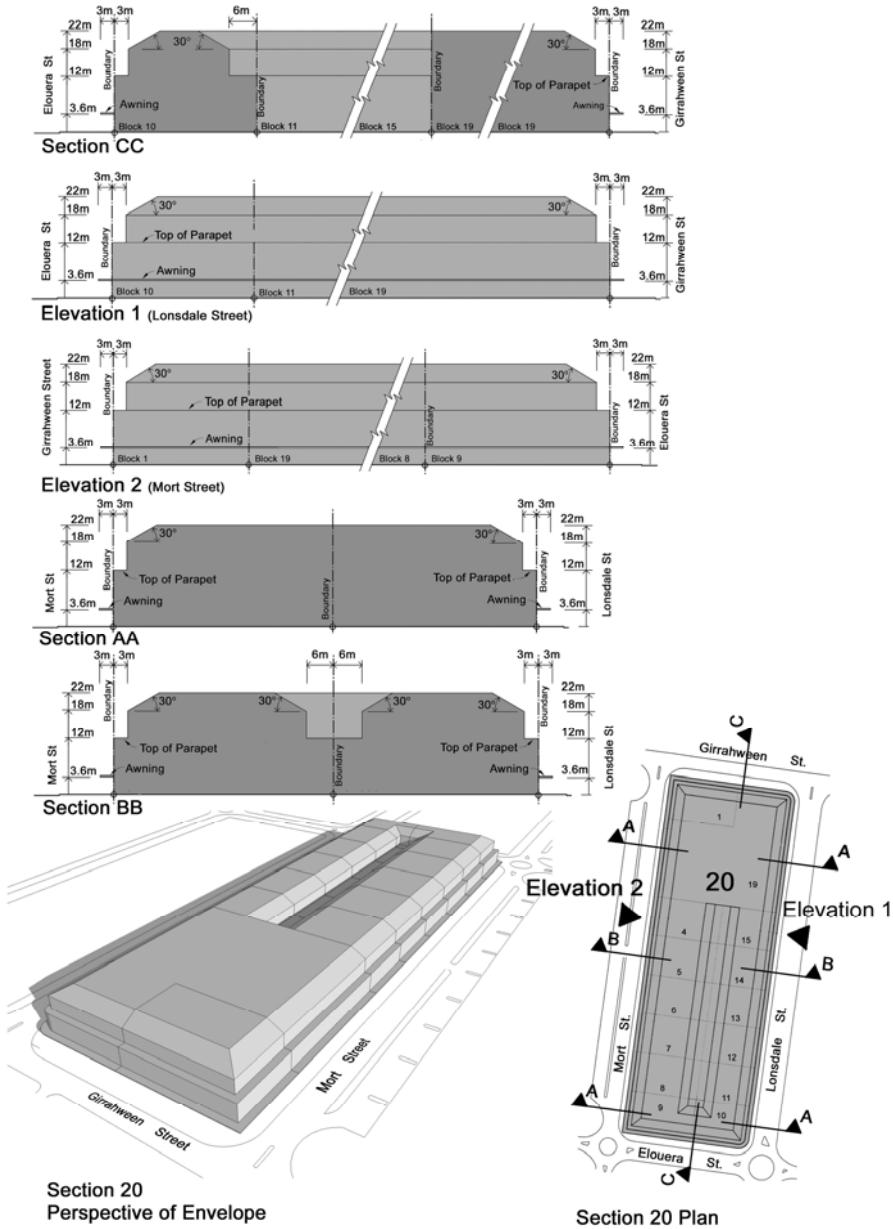 3m 3m
6m
22m
18m
12m
3.6m
Elouera St
Boundary
30°
30°
Awning
Block 10
Boundary
Block 11
Block 15
Boundary
Block 19
Block 19
30°
Top of Parapet
Awning
Boundary
3m 3m
22m
18m
12m
3.6m
Girrahween St
Section CC
3m 3m
22m
18m
12m
3.6m
Elouera St
Boundary
30°
Top of Parapet
Awning
Block 10
Boundary
Block 11
Block 19
30°
Boundary
3m 3m
22m
18m
12m
3.6m
Girrahween St
Elevation 1 (Lonsdale Street)
3m 3m
22m
18m
12m
3.6m
Girrahween Street
Boundary
30°
Top of Parapet
Awning
Block 1
Block 19
Block 8
Boundary
Block 9
30°
Boundary
3m 3m
22m
18m
12m
3.6m
Elouera St
Elevation 2 (Mort Street)
3m 3m
22m
18m
12m
3.6m
Mort St
Boundary
30°
Top of Parapet
Awning
Boundary
30°
Top of Parapet
Awning
Boundary
3m 3m
22m
18m
12m
3.6m
Lonsdale St
Section AA
3m 3m
6m 6m
22m
18m
12m
3.6m
Mort St
Boundary
30°
30°
Top of Parapet
Awning
Boundary
30°
30°
Top of Parapet
Awning
Boundary
3m 3m
22m
18m
12m
3.6m
Lonsdale St
Section BB
Girrahween Street
Mort Street
Section 20
Perspective of Envelope
C
Girrahween St.
A
A
1
20
19
Elevation 2
Elevation 1
B
B
4
15
5
14
6
13
7
12
8
11
9
10
Mort St.
Lonsdale St.
A
A
Elouera St.
C
Section 20 Plan